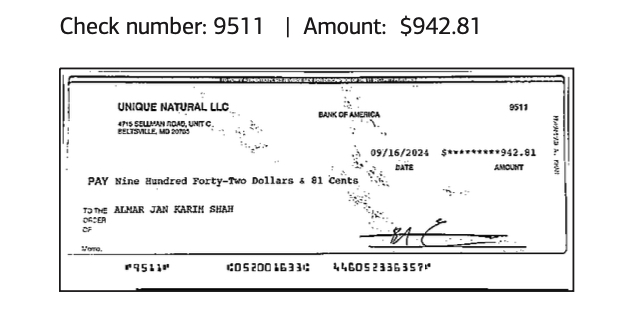 Check number: 9511 | Amount: $942.81
UNIQUE NATURAL LLC
4715 SELLMAN ROAD, UNIT C
BELTSVILLE, MD 20705
BANK OF AMERICA
9511
09/16/2024 $*********942.81
DATE AMOUNT
PAY Nine Hundred Forty-Two Dollars & 81 Cents
TO THE ALMAR JAN KARIM SHAH
ORDER
OF
Memo.
⑈9511⑈ ⑆052001633⑆ 446052336357⑈